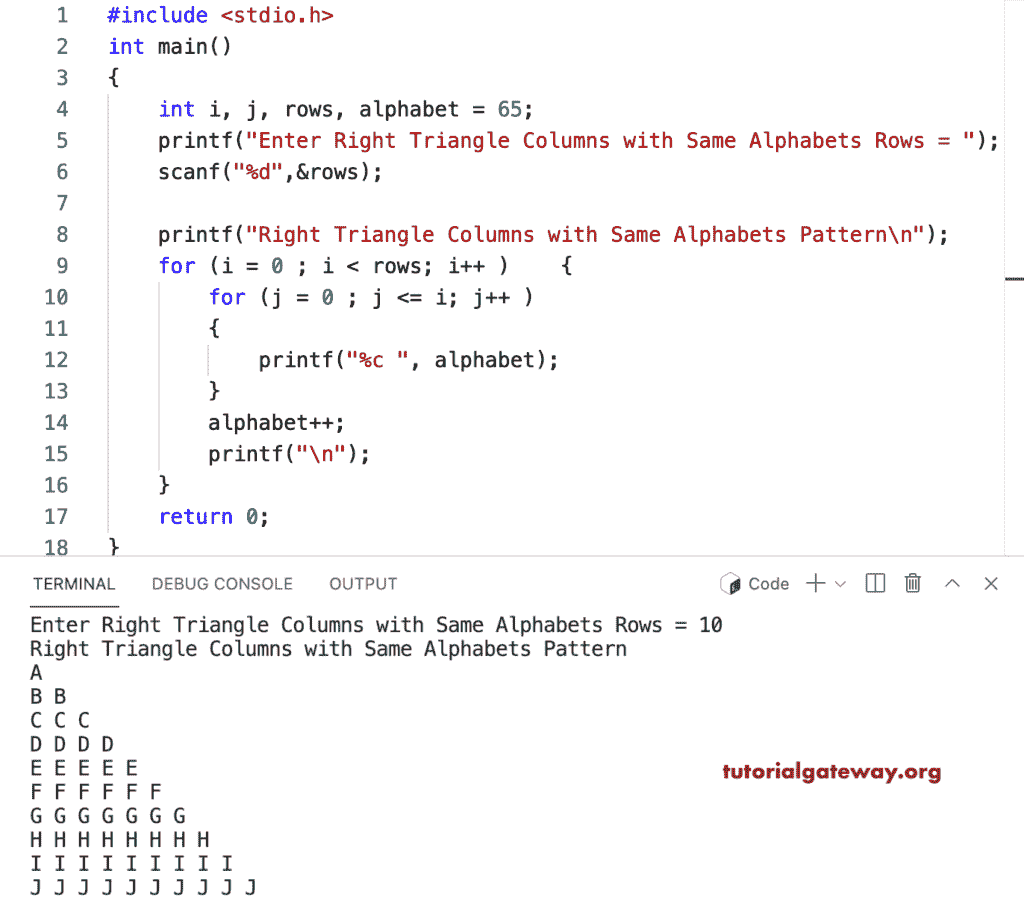 1 #include <stdio.h>
2 int main()
3 {
4     int i, j, rows, alphabet = 65;
5     printf("Enter Right Triangle Columns with Same Alphabets Rows = ");
6     scanf("%d",&rows);
7
8     printf("Right Triangle Columns with Same Alphabets Pattern\n");
9     for (i = 0 ; i < rows; i++ )    {
10         for (j = 0 ; j <= i; j++ )
11         {
12             printf("%c ", alphabet);
13         }
14         alphabet++;
15         printf("\n");
16     }
17     return 0;
18 }
TERMINAL DEBUG CONSOLE OUTPUT Code
Enter Right Triangle Columns with Same Alphabets Rows = 10
Right Triangle Columns with Same Alphabets Pattern
A
B B
C C C
D D D D
E E E E E
F F F F F F
G G G G G G G
H H H H H H H H
I I I I I I I I I
J J J J J J J J J J
tutorialgateway.org